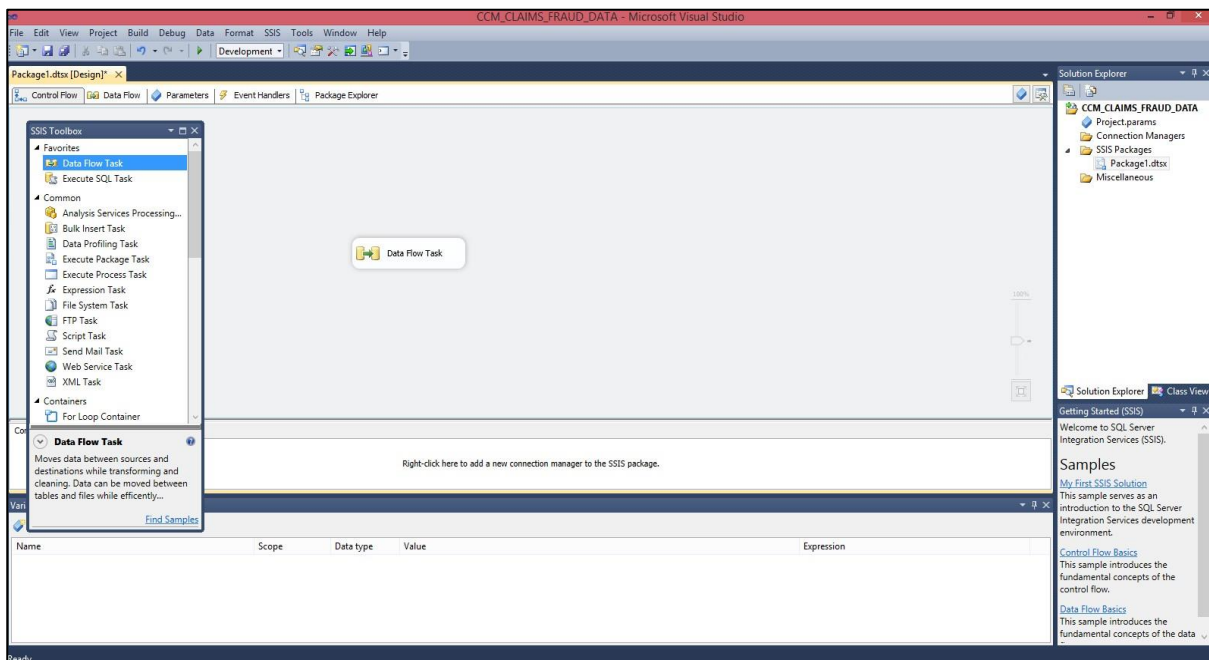 CCM_CLAIMS_FRAUD_DATA - Microsoft Visual Studio
File Edit View Project Build Debug Data Format SSIS Tools Window Help
Development
Package1.dtsx [Design]*
Control Flow Data Flow Parameters Event Handlers Package Explorer
SSIS Toolbox
Favorites
Data Flow Task
Execute SQL Task
Common
Analysis Services Processing...
Bulk Insert Task
Data Profiling Task
Execute Package Task
Execute Process Task
Expression Task
File System Task
FTP Task
Script Task
Send Mail Task
Web Service Task
XML Task
Containers
For Loop Container
Data Flow Task
Moves data between sources and
destinations while transforming and
cleaning. Data can be moved between
tables and files while efficently...
Find Samples
Data Flow Task
100%
Con
Right-click here to add a new connection manager to the SSIS package.
Vari
Name Scope Data type Value Expression
Solution Explorer
CCM_CLAIMS_FRAUD_DATA
Project.params
Connection Managers
SSIS Packages
Package1.dtsx
Miscellaneous
Solution Explorer Class View
Getting Started (SSIS)
Welcome to SQL Server
Integration Services (SSIS).
Samples
My First SSIS Solution
This sample serves as an
introduction to the SQL Server
Integration Services development
environment.
Control Flow Basics
This sample introduces the
fundamental concepts of the
control flow.
Data Flow Basics
This sample introduces the
fundamental concepts of the data
Ready